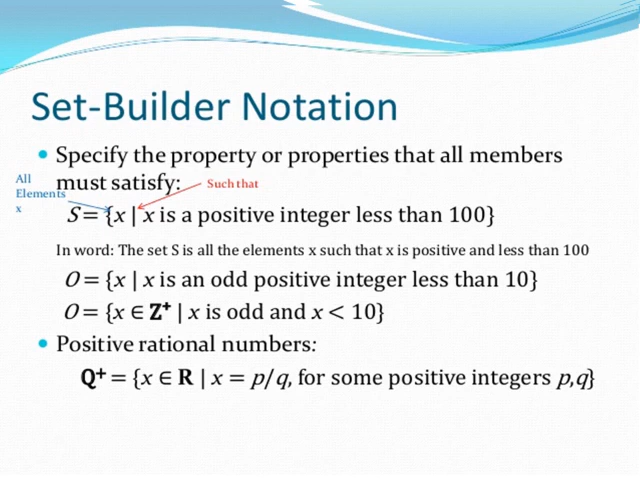 Set-Builder Notation
• Specify the property or properties that all members
must satisfy:
Such that
All
Elements
x
S = {x | x is a positive integer less than 100}
In word: The set S is all the elements x such that x is positive and less than 100
O = {x | x is an odd positive integer less than 10}
O = {x ∈ Z⁺ | x is odd and x < 10}
• Positive rational numbers:
Q⁺ = {x ∈ R | x = p/q, for some positive integers p,q}